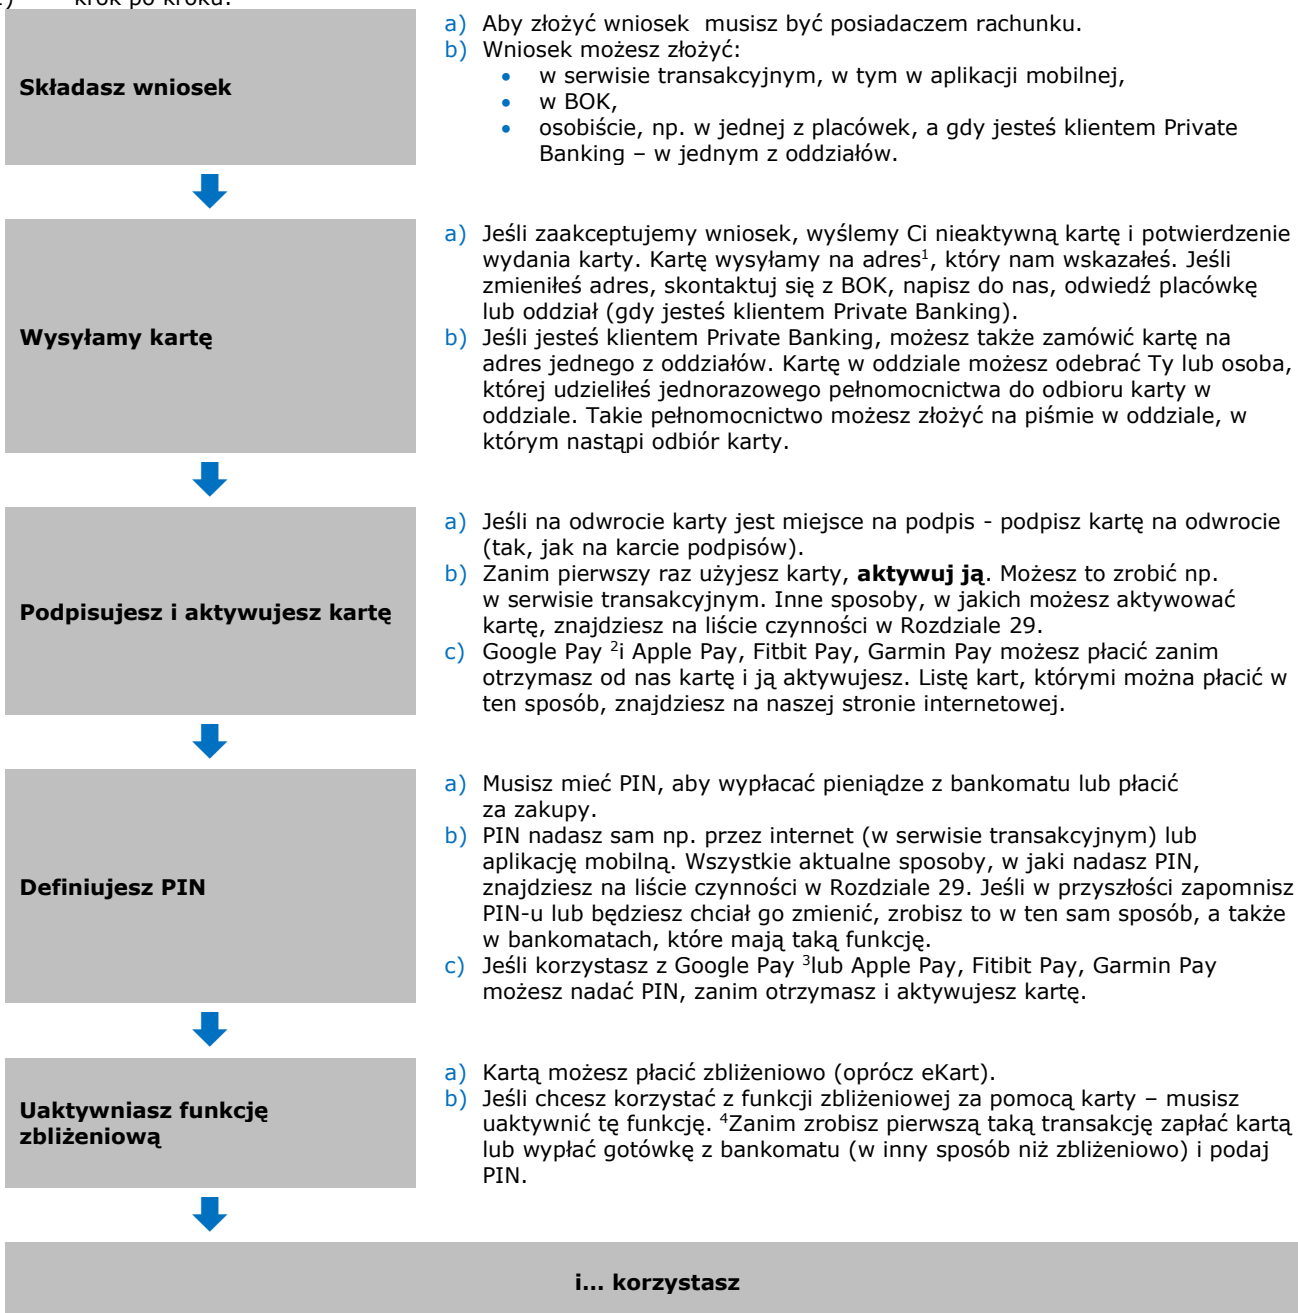 krok po kroku:
Składasz wniosek
a) Aby złożyć wniosek musisz być posiadaczem rachunku.
b) Wniosek możesz złożyć:
• w serwisie transakcyjnym, w tym w aplikacji mobilnej,
• w BOK,
• osobiście, np. w jednej z placówek, a gdy jesteś klientem Private
Banking – w jednym z oddziałów.
Wysyłamy kartę
a) Jeśli zaakceptujemy wniosek, wyślemy Ci nieaktywną kartę i potwierdzenie
wydania karty. Kartę wysyłamy na adres¹, który nam wskazałeś. Jeśli
zmieniłeś adres, skontaktuj się z BOK, napisz do nas, odwiedź placówkę
lub oddział (gdy jesteś klientem Private Banking).
b) Jeśli jesteś klientem Private Banking, możesz także zamówić kartę na
adres jednego z oddziałów. Kartę w oddziale możesz odebrać Ty lub osoba,
której udzieliłeś jednorazowego pełnomocnictwa do odbioru karty w
oddziale. Takie pełnomocnictwo możesz złożyć na piśmie w oddziale, w
którym nastąpi odbiór karty.
Podpisujesz i aktywujesz kartę
a) Jeśli na odwrocie karty jest miejsce na podpis - podpisz kartę na odwrocie
(tak, jak na karcie podpisów).
b) Zanim pierwszy raz użyjesz karty, aktywuj ją. Możesz to zrobić np.
w serwisie transakcyjnym. Inne sposoby, w jakich możesz aktywować
kartę, znajdziesz na liście czynności w Rozdziale 29.
c) Google Pay ²i Apple Pay, Fitbit Pay, Garmin Pay możesz płacić zanim
otrzymasz od nas kartę i ją aktywujesz. Listę kart, którymi można płacić w
ten sposób, znajdziesz na naszej stronie internetowej.
Definiujesz PIN
a) Musisz mieć PIN, aby wypłacać pieniądze z bankomatu lub płacić
za zakupy.
b) PIN nadasz sam np. przez internet (w serwisie transakcyjnym) lub
aplikację mobilną. Wszystkie aktualne sposoby, w jaki nadasz PIN,
znajdziesz na liście czynności w Rozdziale 29. Jeśli w przyszłości zapomnisz
PIN-u lub będziesz chciał go zmienić, zrobisz to w ten sam sposób, a także
w bankomatach, które mają taką funkcję.
c) Jeśli korzystasz z Google Pay ³lub Apple Pay, Fitibit Pay, Garmin Pay
możesz nadać PIN, zanim otrzymasz i aktywujesz kartę.
Uaktywniasz funkcję
zbliżeniową
a) Kartą możesz płacić zbliżeniowo (oprócz eKart).
b) Jeśli chcesz korzystać z funkcji zbliżeniowej za pomocą karty – musisz
uaktywnić tę funkcję. ⁴Zanim zrobisz pierwszą taką transakcję zapłać kartą
lub wypłać gotówkę z bankomatu (w inny sposób niż zbliżeniowo) i podaj
PIN.
i… korzystasz